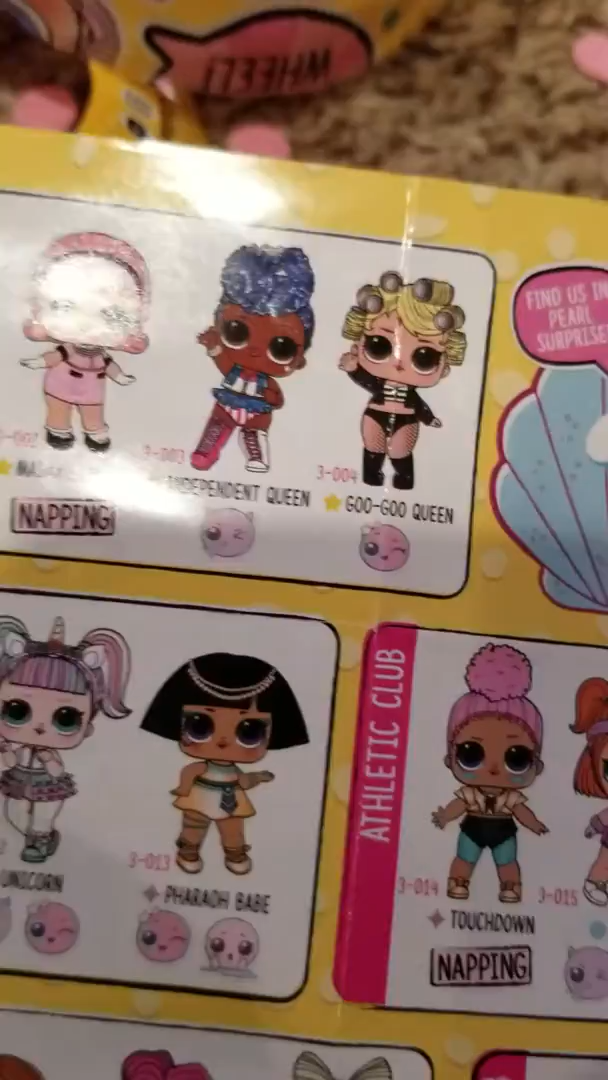 FIND US IN
PEARL
SURPRISE
3-003
3-004
INDEPENDENT QUEEN
GOO-GOO QUEEN
NAPPING
ATHLETIC CLUB
UNICORN
3-013
PHARAOH BABE
3-014
3-015
TOUCHDOWN
NAPPING